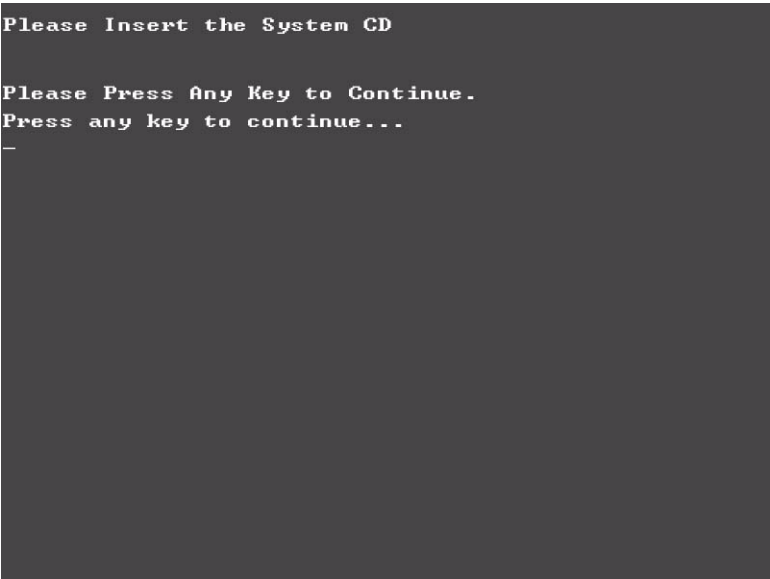 Please Insert the System CD
Please Press Any Key to Continue.
Press any key to continue...
_